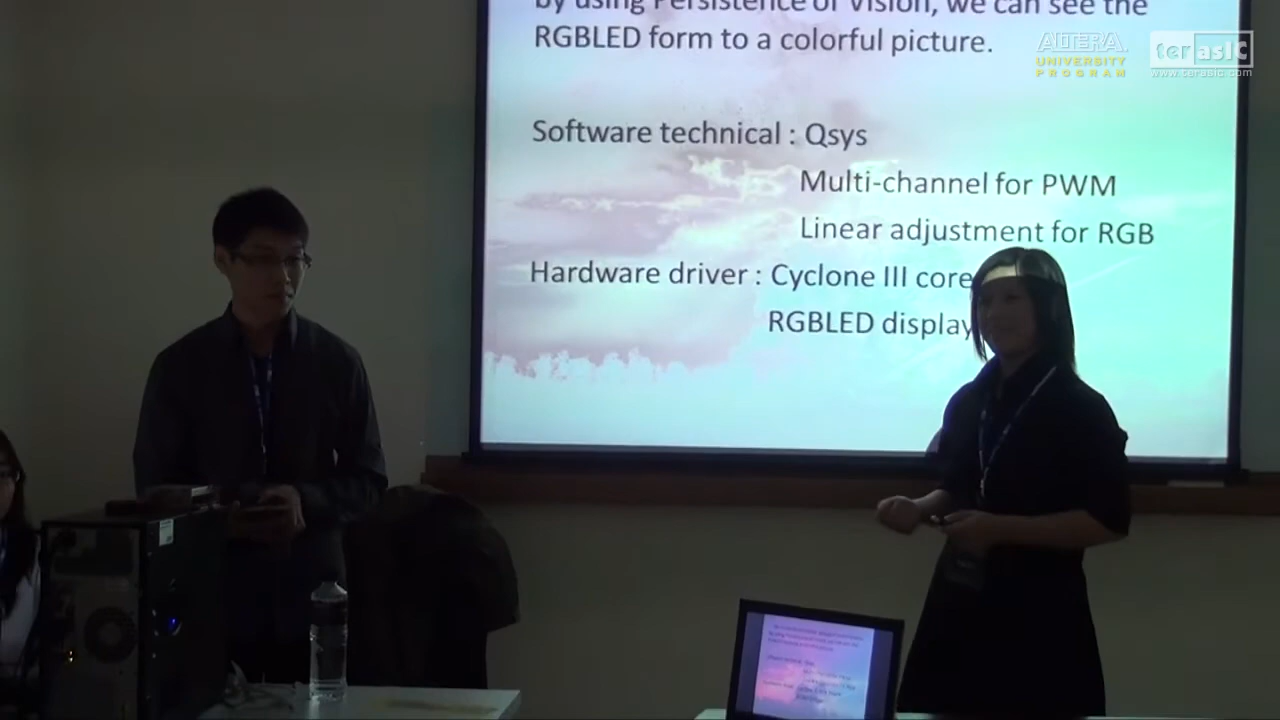 by using Persistence of Vision, we can see the
RGBLED form to a colorful picture.
ALTERA.
UNIVERSITY
PROGRAM
terasIC
www.terasic.com
Software technical : Qsys
Multi-channel for PWM
Linear adjustment for RGB
Hardware driver : Cyclone III core
RGBLED display